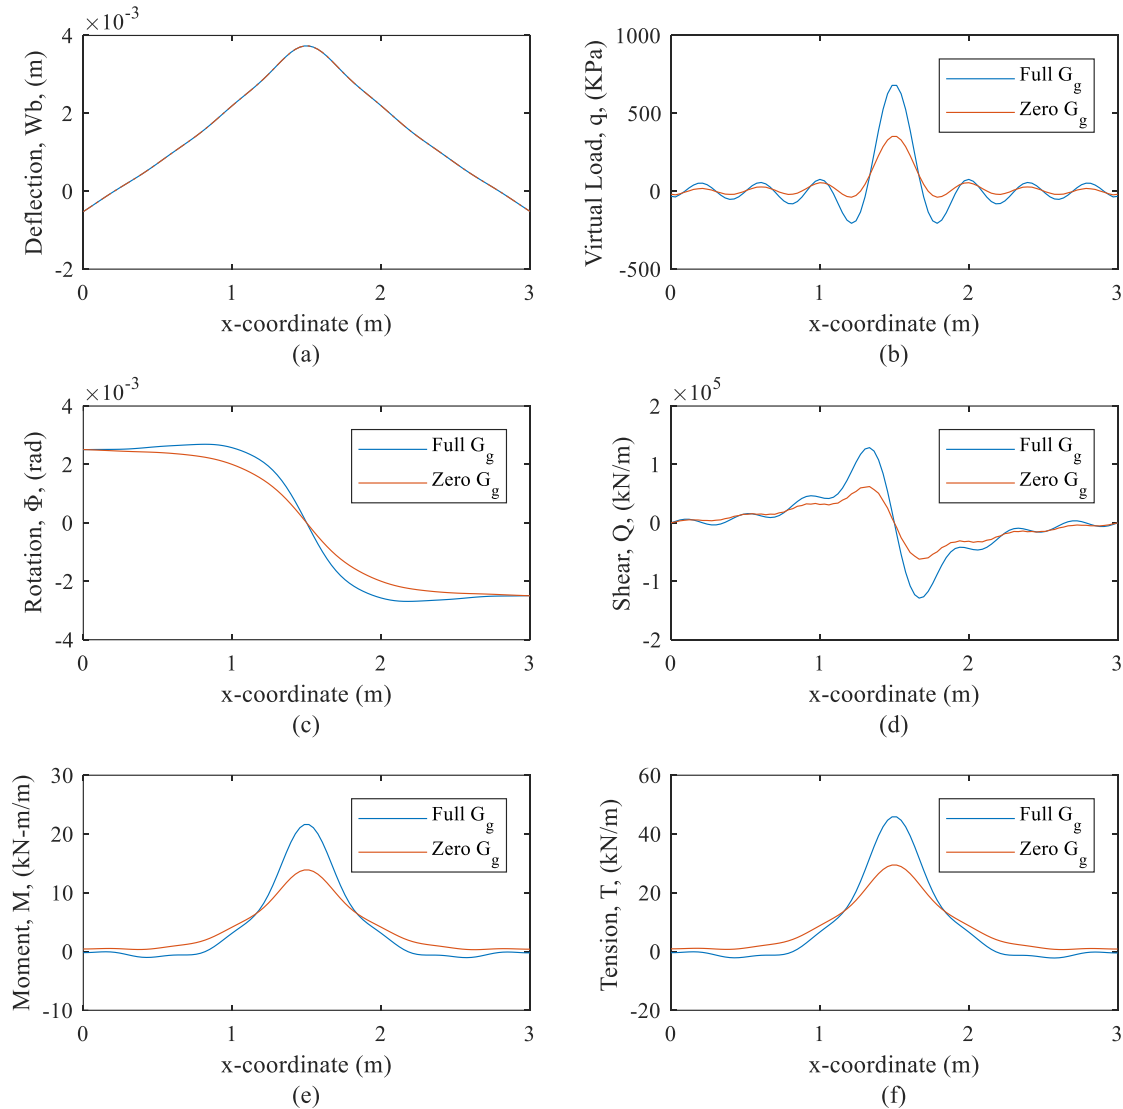 ×10-3
Deflection, Wb, (m)
4
2
0
-2
0 1 2 3
x-coordinate (m)
(a)
Virtual Load, q, (KPa)
1000
500
0
-500
Full Gg
Zero Gg
0 1 2 3
x-coordinate (m)
(b)
×10-3
Rotation, Φ, (rad)
4
2
0
-2
-4
Full Gg
Zero Gg
0 1 2 3
x-coordinate (m)
(c)
×10 5
Shear, Q, (kN/m)
2
1
0
-1
-2
Full Gg
Zero Gg
0 1 2 3
x-coordinate (m)
(d)
Moment, M, (kN-m/m)
30
20
10
0
-10
Full Gg
Zero Gg
0 1 2 3
x-coordinate (m)
(e)
Tension, T, (kN/m)
60
40
20
0
-20
Full Gg
Zero Gg
0 1 2 3
x-coordinate (m)
(f)